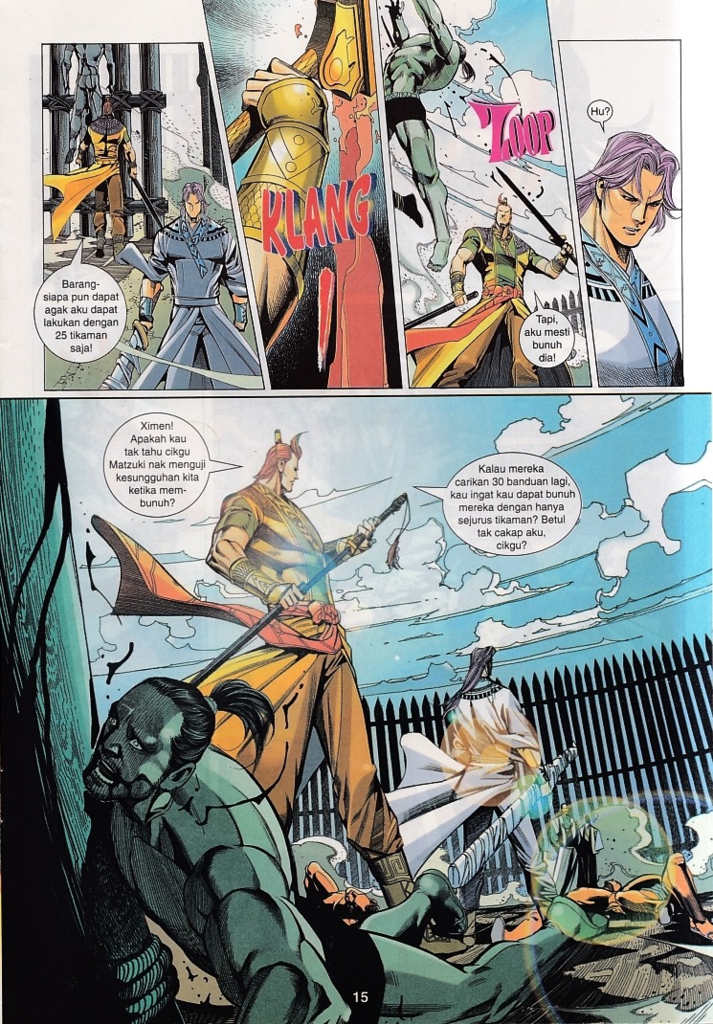 Barang-
siapa pun dapat
agak aku dapat
lakukan dengan
25 tikaman
saja!
KLANG
!
ZOOP
Tapi,
aku mesti
bunuh
dia!
Hu?
Ximen!
Apakah kau
tak tahu cikgu
Matzuki nak menguji
kesungguhan kita
ketika mem-
bunuh?
Kalau mereka
carikan 30 banduan lagi,
kau ingat kau dapat bunuh
mereka dengan hanya
sejurus tikaman? Betul
tak cakap aku,
cikgu?
15